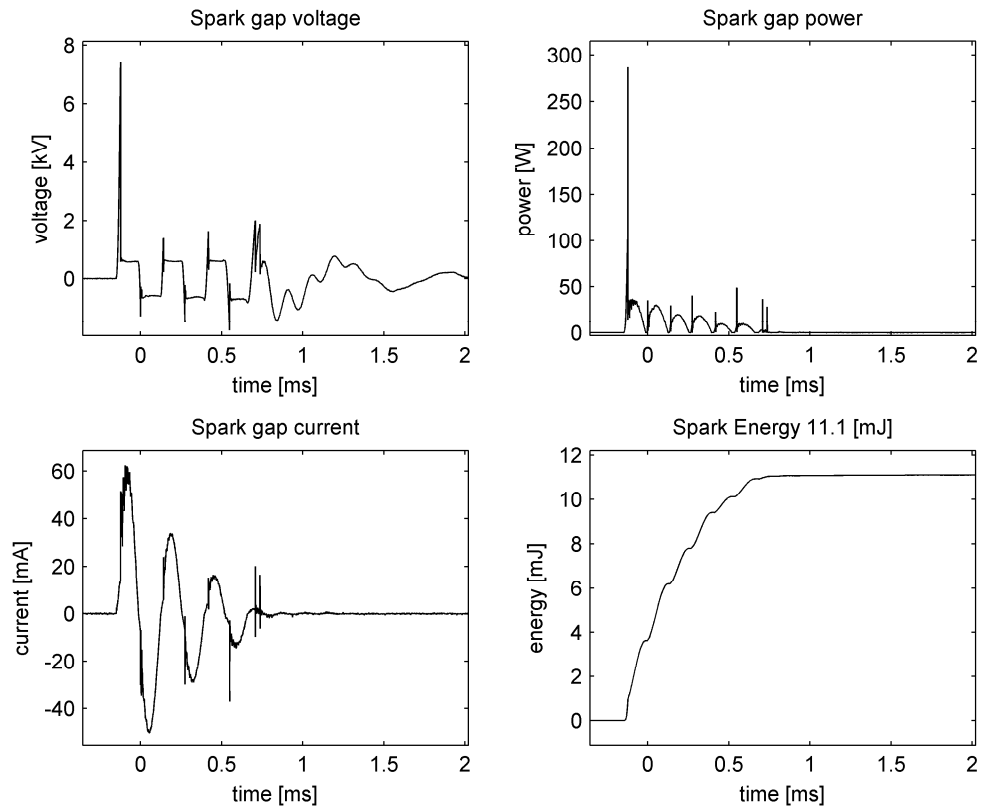 Spark gap voltage
8
6
4
2
0
voltage [kV]
0 0.5 1 1.5 2
time [ms]
Spark gap power
300
250
200
150
100
50
0
power [W]
0 0.5 1 1.5 2
time [ms]
Spark gap current
60
40
20
0
-20
-40
current [mA]
0 0.5 1 1.5 2
time [ms]
Spark Energy 11.1 [mJ]
12
10
8
6
4
2
0
energy [mJ]
0 0.5 1 1.5 2
time [ms]